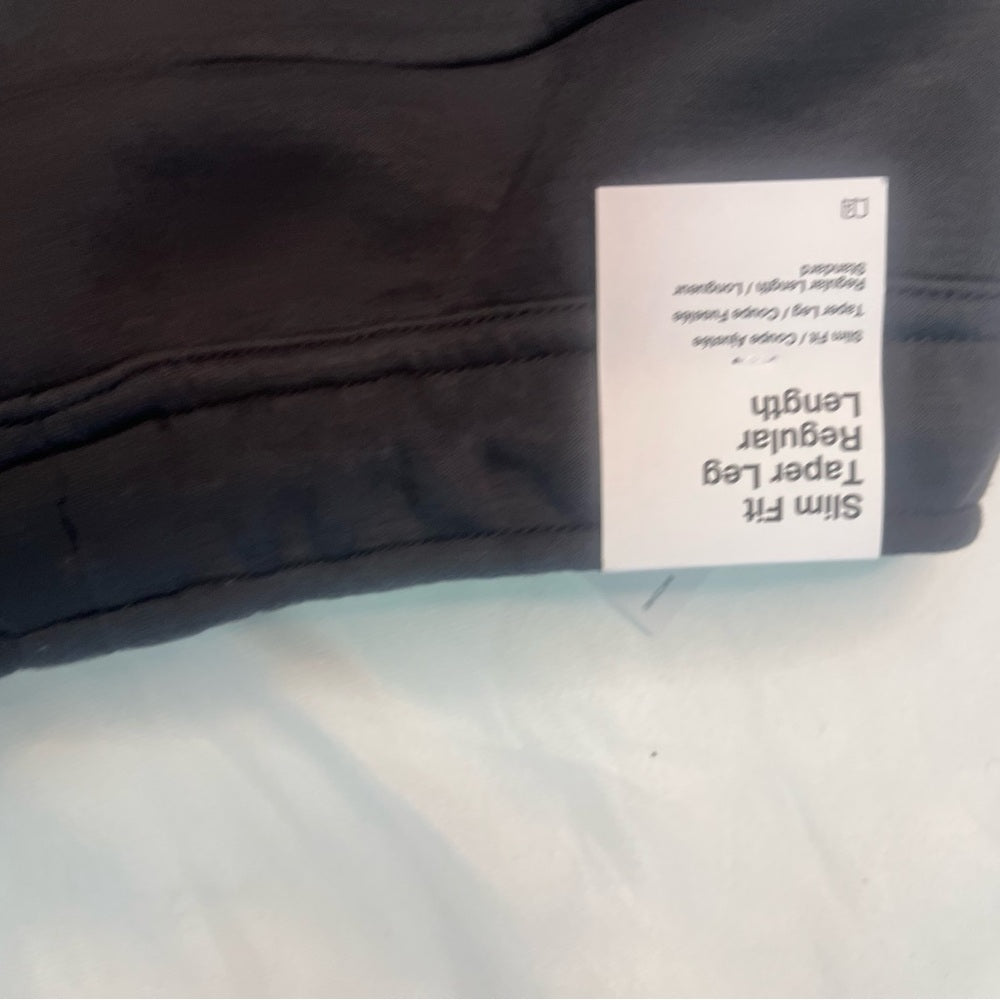 Slim Fit
Taper Leg
Regular
Length
Slim Fit / Coupe Ajustée
Taper Leg / Coupe Fuselée
Regular Length / Longueur
Standard